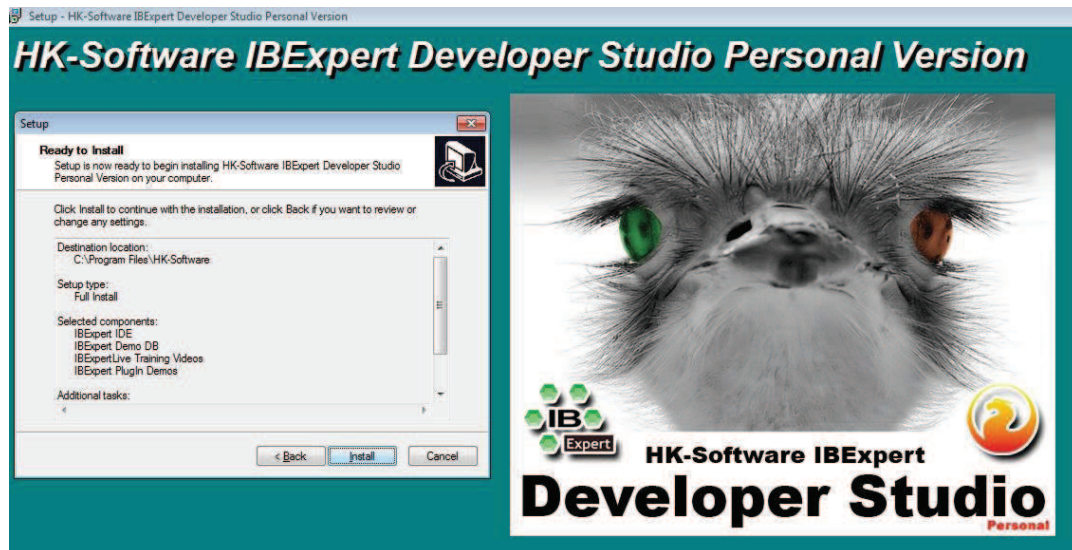 Setup - HK-Software IBExpert Developer Studio Personal Version
HK-Software IBExpert Developer Studio Personal Version
Setup
Ready to Install
Setup is now ready to begin installing HK-Software IBExpert Developer Studio
Personal Version on your computer.
Click Install to continue with the installation, or click Back if you want to review or
change any settings.
Destination location:
C:\Program Files\HK-Software
Setup type:
Full Install
Selected components:
IBExpert IDE
IBExpert Demo DB
IBExpertLive Training Videos
IBExpert PlugIn Demos
Additional tasks:
< Back
Install
Cancel
IB
Expert
HK-Software IBExpert
Developer Studio
Personal